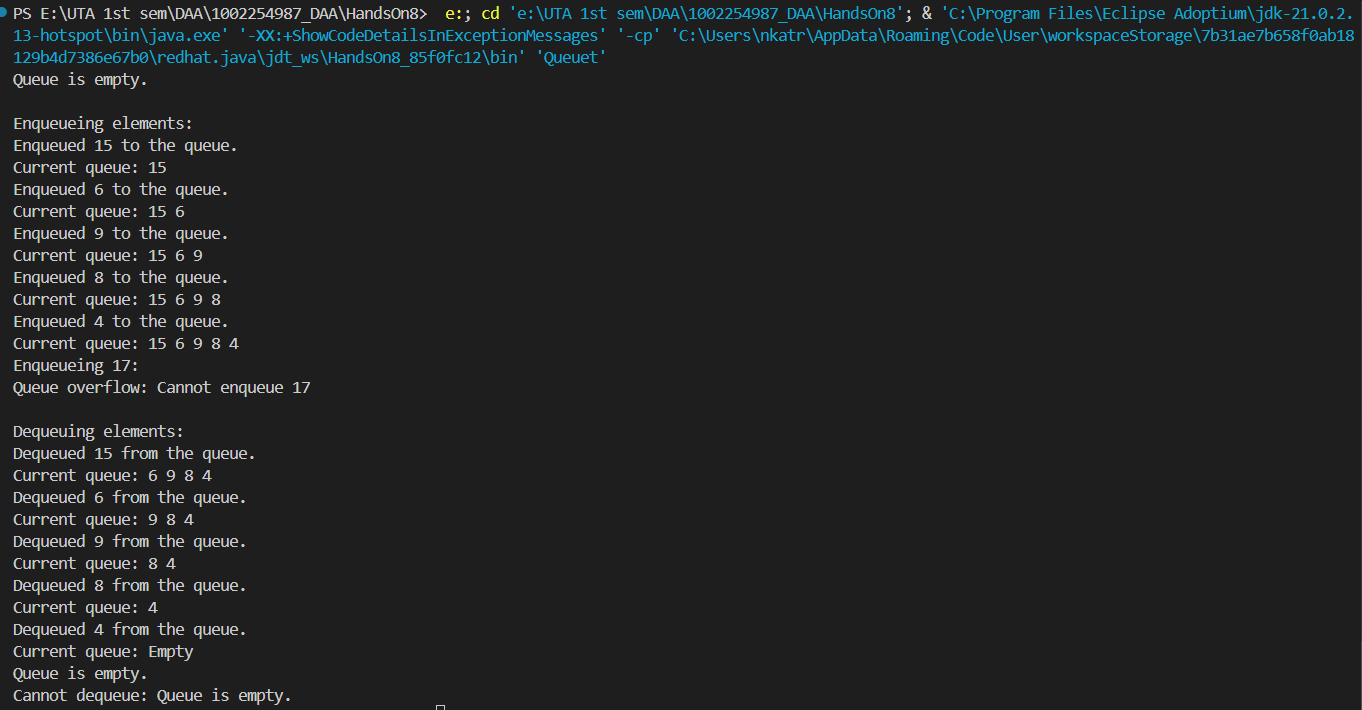 PS E:\UTA 1st sem\DAA\1002254987_DAA\HandsOn8>  e:; cd 'e:\UTA 1st sem\DAA\1002254987_DAA\HandsOn8'; & 'C:\Program Files\Eclipse Adoptium\jdk-21.0.2.
13-hotspot\bin\java.exe' '-XX:+ShowCodeDetailsInExceptionMessages' '-cp' 'C:\Users\nkatr\AppData\Roaming\Code\User\workspaceStorage\7b31ae7b658f0ab18
129b4d7386e67b0\redhat.java\jdt_ws\HandsOn8_85f0fc12\bin' 'Queuet'
Queue is empty.

Enqueueing elements:
Enqueued 15 to the queue.
Current queue: 15
Enqueued 6 to the queue.
Current queue: 15 6
Enqueued 9 to the queue.
Current queue: 15 6 9
Enqueued 8 to the queue.
Current queue: 15 6 9 8
Enqueued 4 to the queue.
Current queue: 15 6 9 8 4
Enqueueing 17:
Queue overflow: Cannot enqueue 17

Dequeuing elements:
Dequeued 15 from the queue.
Current queue: 6 9 8 4
Dequeued 6 from the queue.
Current queue: 9 8 4
Dequeued 9 from the queue.
Current queue: 8 4
Dequeued 8 from the queue.
Current queue: 4
Dequeued 4 from the queue.
Current queue: Empty
Queue is empty.
Cannot dequeue: Queue is empty.